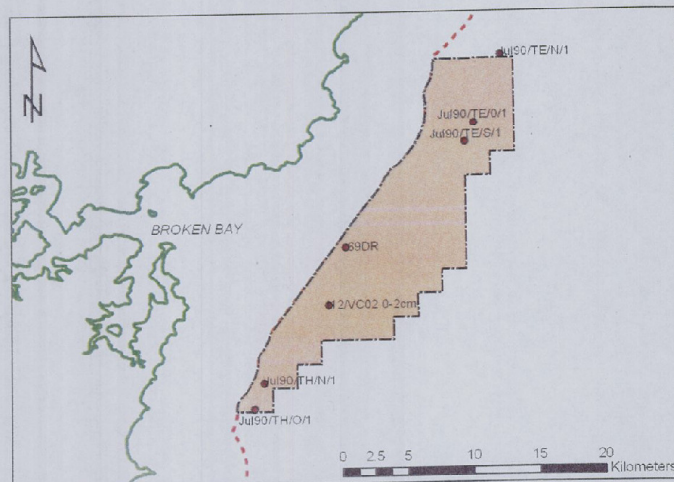 Jul90/TE/N/1
Jul90/TE/0/1
Jul90/TE/S/1
BROKEN BAY
69DR
12/VC02 0-2cm
Jul90/TH/N/1
Jul90/TH/O/1
0 2.5 5 10 15 20
Kilometers
N